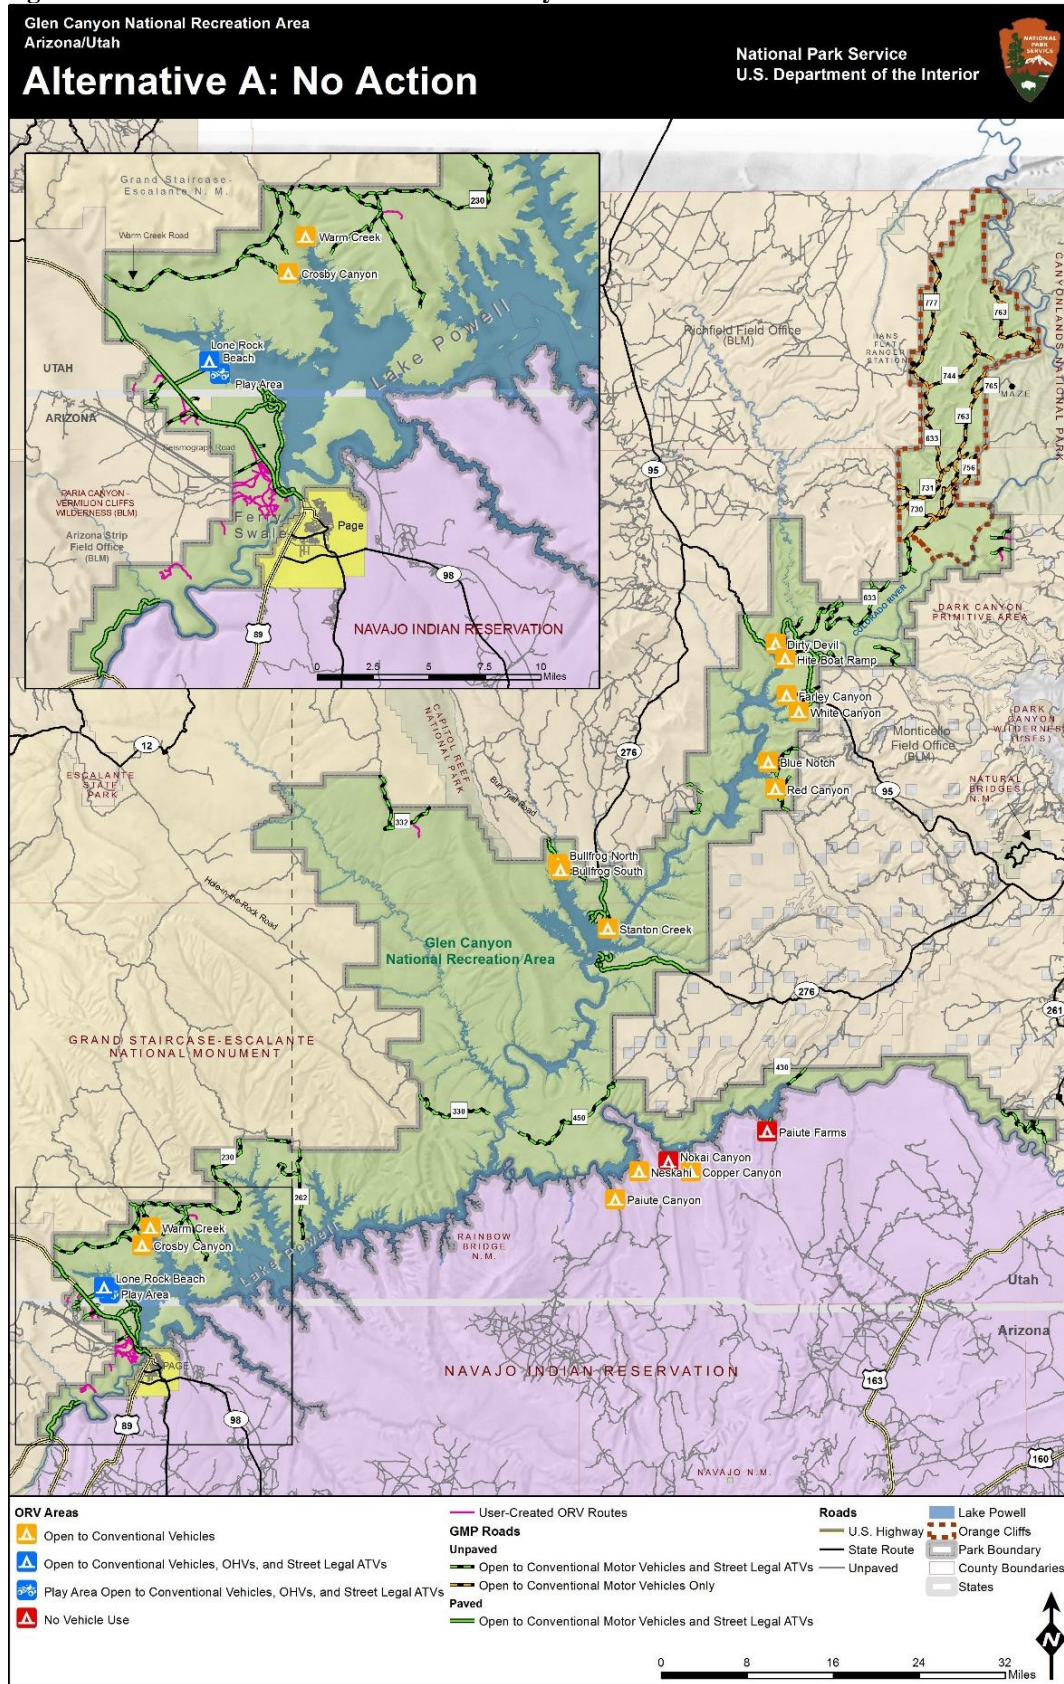 Glen Canyon National Recreation Area
Arizona/Utah
Alternative A: No Action
National Park Service
U.S. Department of the Interior
NATIONAL
PARK
SERVICE
Grand Staircase-
Escalante N. M.
230
Warm Creek Road
Warm Creek
Crosby Canyon
Lake Powell
Lone Rock
Beach
Play Area
UTAH
ARIZONA
Seismograph Road
PARIA CANYON -
VERMILION CLIFFS
WILDERNESS (BLM)
Arizona Strip
Field Office
(BLM)
Ferry
Swale
Page
98
89
NAVAJO INDIAN RESERVATION
0 2.5 5 7.5 10
Miles
Richfield Field Office
(BLM)
HANS
FLAT
RANGER
STATION
CANYONLANDS NATIONAL PARK
777
763
744
765
MAZE
763
633
756
731
730
95
633
COLORADO RIVER
DARK CANYON
PRIMITIVE AREA
Dirty Devil
Hite Boat Ramp
Farley Canyon
White Canyon
DARK
CANYON
WILDERNESS
(USFS)
Monticello
Field Office
(BLM)
Blue Notch
Red Canyon
NATURAL
BRIDGES
N.M.
95
CAPITOL REEF
NATIONAL PARK
276
12
ESCALANTE
STATE
PARK
Burr Trail Road
332
Bullfrog North
Bullfrog South
Hole-in-the-Rock Road
Stanton Creek
Glen Canyon
National Recreation Area
276
261
GRAND STAIRCASE-ESCALANTE
NATIONAL MONUMENT
430
330
450
Paiute Farms
Nokai Canyon
Neskahi
Copper Canyon
Paiute Canyon
230
262
Warm Creek
Crosby Canyon
RAINBOW
BRIDGE
N.M.
Lake Powell
Lone Rock Beach
Play Area
Utah
Arizona
PAGE
NAVAJO INDIAN RESERVATION
163
89
98
160
NAVAJO N.M.
ORV Areas
Open to Conventional Vehicles
Open to Conventional Vehicles, OHVs, and Street Legal ATVs
Play Area Open to Conventional Vehicles, OHVs, and Street Legal ATVs
No Vehicle Use
User-Created ORV Routes
GMP Roads
Unpaved
Open to Conventional Motor Vehicles and Street Legal ATVs
Open to Conventional Motor Vehicles Only
Paved
Open to Conventional Motor Vehicles and Street Legal ATVs
Roads
U.S. Highway
State Route
Unpaved
Lake Powell
Orange Cliffs
Park Boundary
County Boundaries
States
N
0 8 16 24 32
Miles